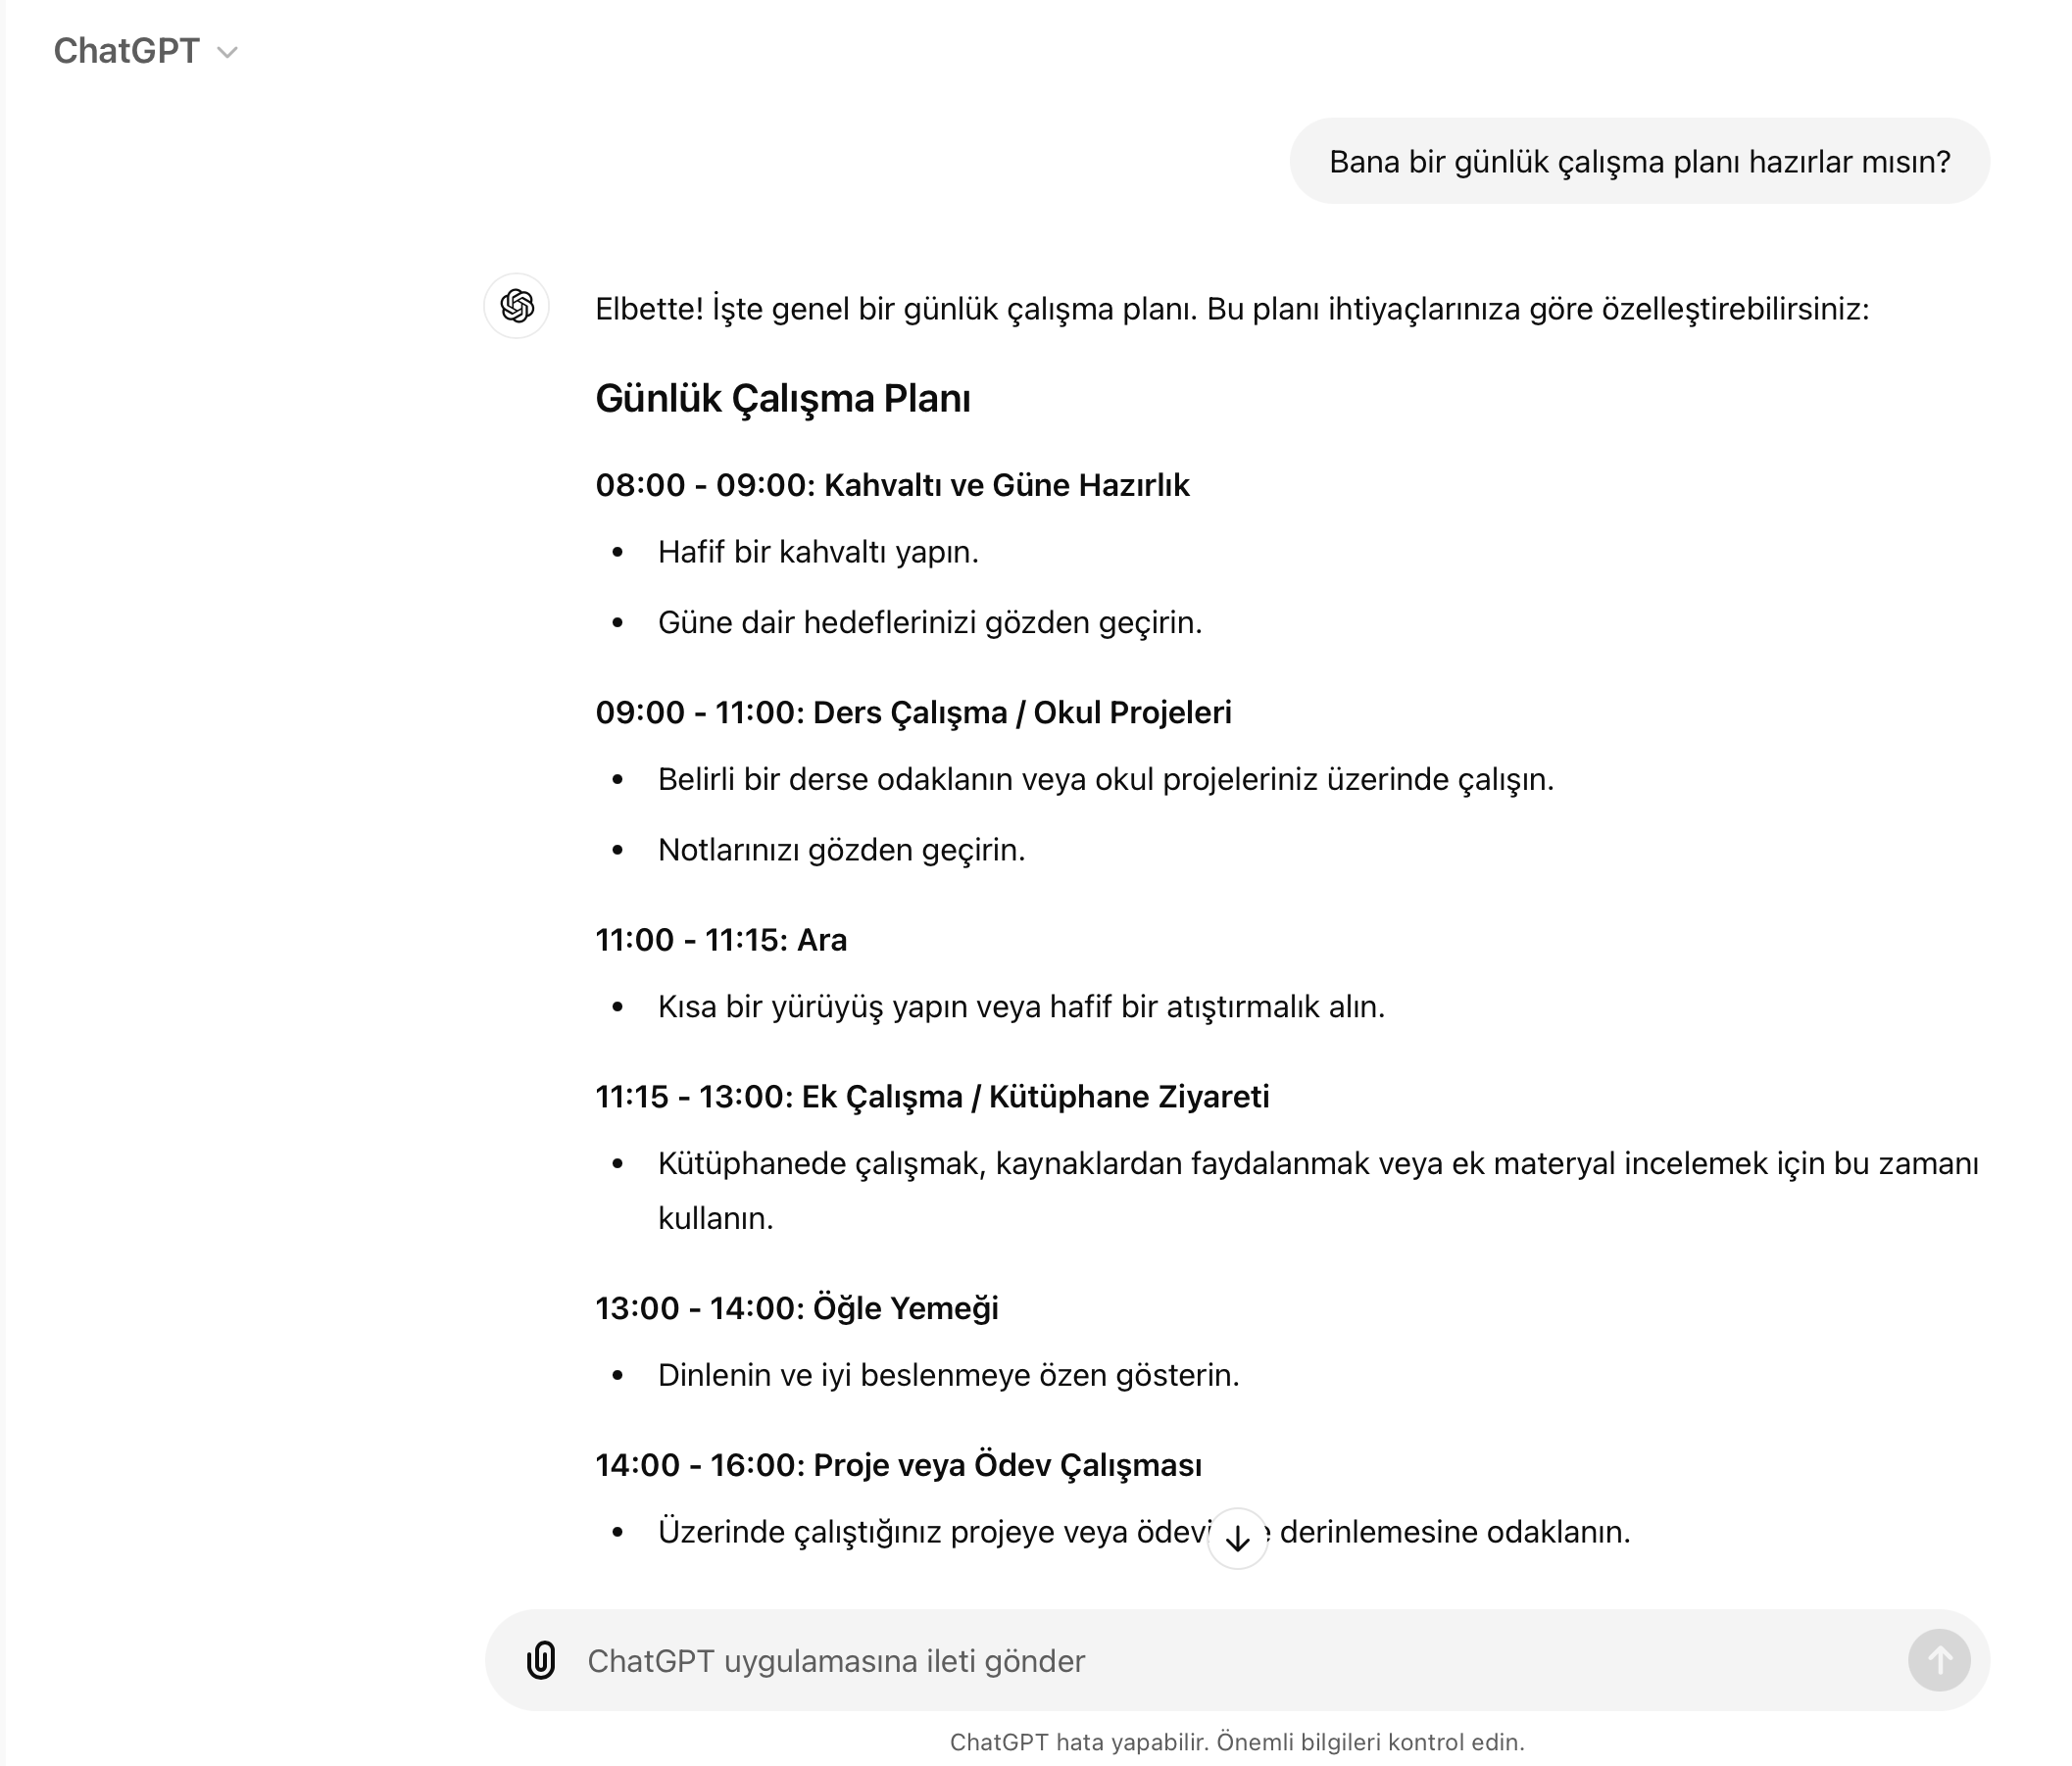 ChatGPT
Bana bir günlük çalışma planı hazırlar mısın?
Elbette! İşte genel bir günlük çalışma planı. Bu planı ihtiyaçlarınıza göre özelleştirebilirsiniz:
Günlük Çalışma Planı
08:00 - 09:00: Kahvaltı ve Güne Hazırlık
• Hafif bir kahvaltı yapın.
• Güne dair hedeflerinizi gözden geçirin.
09:00 - 11:00: Ders Çalışma / Okul Projeleri
• Belirli bir derse odaklanın veya okul projeleriniz üzerinde çalışın.
• Notlarınızı gözden geçirin.
11:00 - 11:15: Ara
• Kısa bir yürüyüş yapın veya hafif bir atıştırmalık alın.
11:15 - 13:00: Ek Çalışma / Kütüphane Ziyareti
• Kütüphanede çalışmak, kaynaklardan faydalanmak veya ek materyal incelemek için bu zamanı
kullanın.
13:00 - 14:00: Öğle Yemeği
• Dinlenin ve iyi beslenmeye özen gösterin.
14:00 - 16:00: Proje veya Ödev Çalışması
• Üzerinde çalıştığınız projeye veya derinlemesine odaklanın.
ChatGPT uygulamasına ileti gönder
ChatGPT hata yapabilir. Önemli bilgileri kontrol edin.